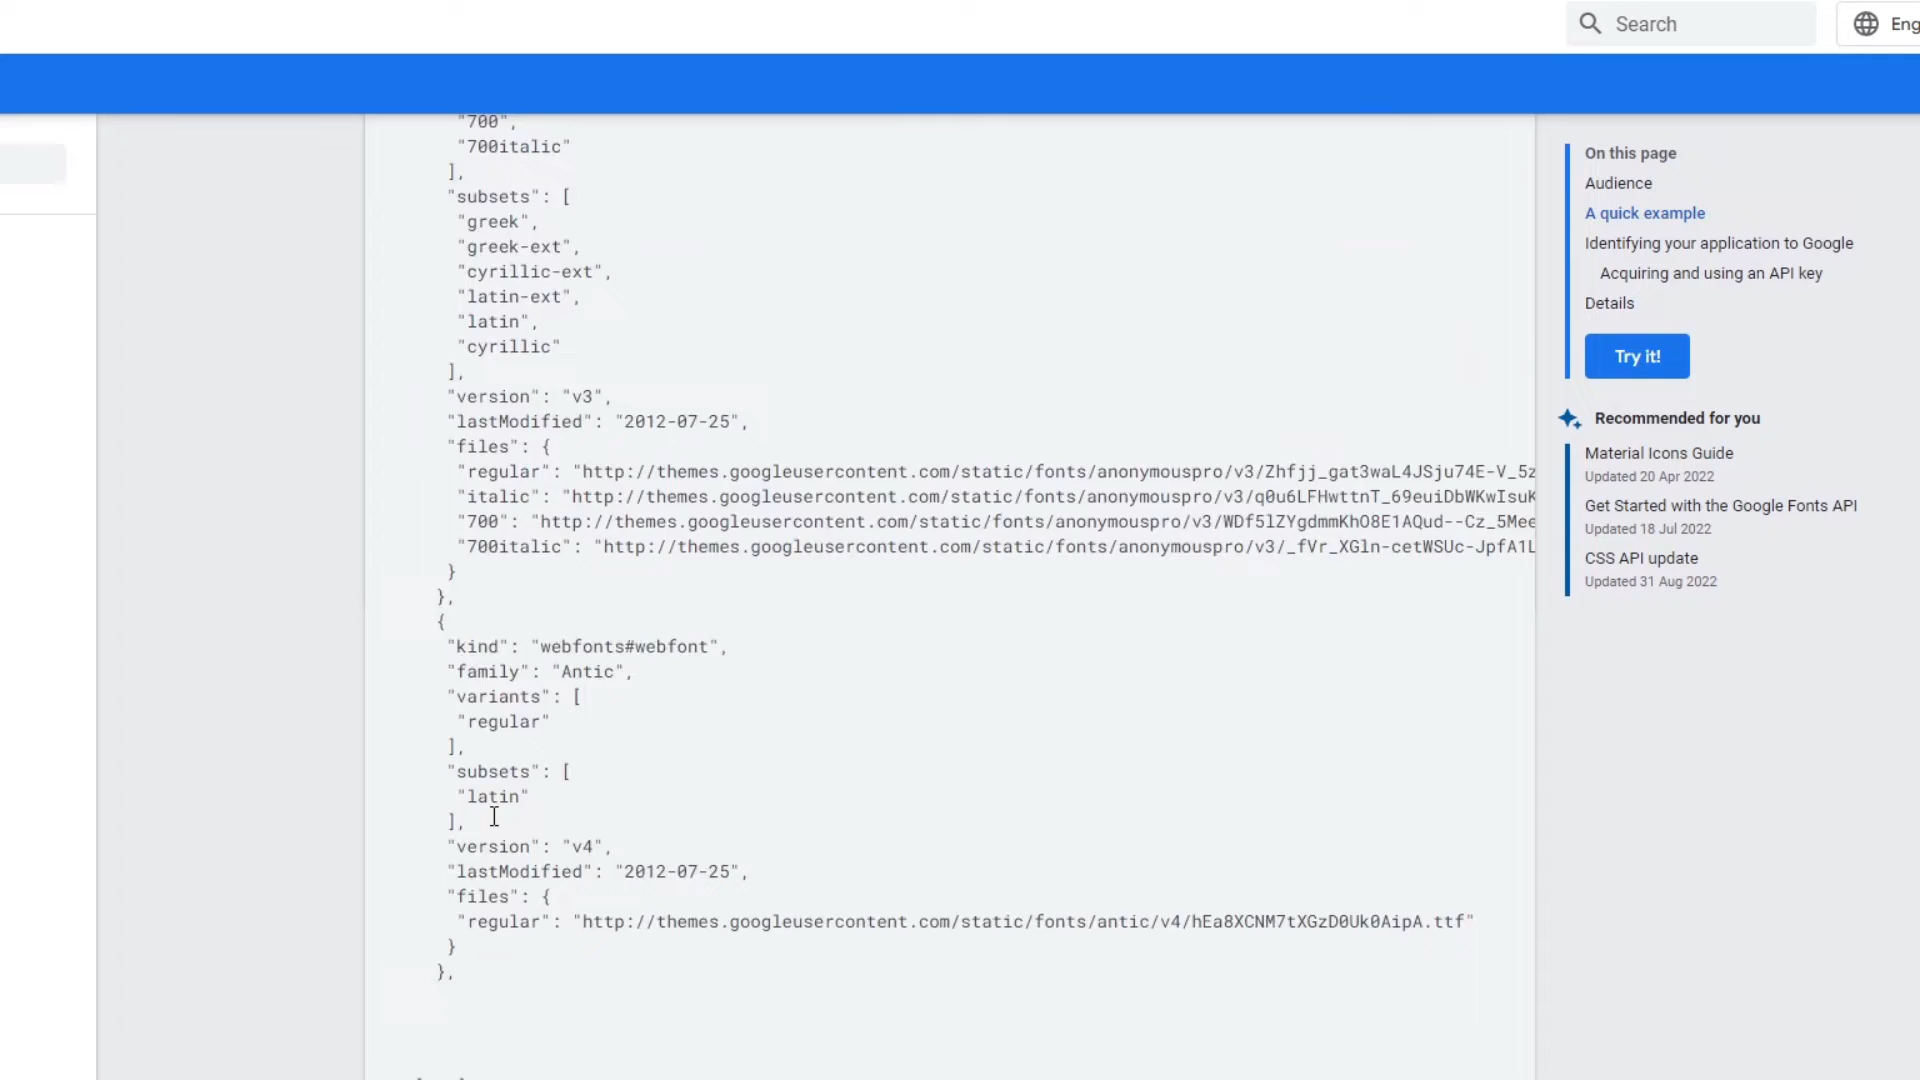 Search
Eng
"700",
"700italic"
],
"subsets": [
"greek",
"greek-ext",
"cyrillic-ext",
"latin-ext",
"latin",
"cyrillic"
],
"version": "v3",
"lastModified": "2012-07-25",
"files": {
"regular": "http://themes.googleusercontent.com/static/fonts/anonymouspro/v3/Zhfjj_gat3waL4JSju74E-V_5z
"italic": "http://themes.googleusercontent.com/static/fonts/anonymouspro/v3/q0u6LFHwttnT_69euiDbWKwIsuK
"700": "http://themes.googleusercontent.com/static/fonts/anonymouspro/v3/WDf5lZYgdmmKhO8E1AQud--Cz_5Mee
"700italic": "http://themes.googleusercontent.com/static/fonts/anonymouspro/v3/_fVr_XGln-cetWSUc-JpfA1L
}
},
{
"kind": "webfonts#webfont",
"family": "Antic",
"variants": [
"regular"
],
"subsets": [
"latin"
],
"version": "v4",
"lastModified": "2012-07-25",
"files": {
"regular": "http://themes.googleusercontent.com/static/fonts/antic/v4/hEa8XCNM7tXGzD0Uk0AipA.ttf"
}
},
On this page
Audience
A quick example
Identifying your application to Google
Acquiring and using an API key
Details
Try it!
Recommended for you
Material Icons Guide
Updated 20 Apr 2022
Get Started with the Google Fonts API
Updated 18 Jul 2022
CSS API update
Updated 31 Aug 2022